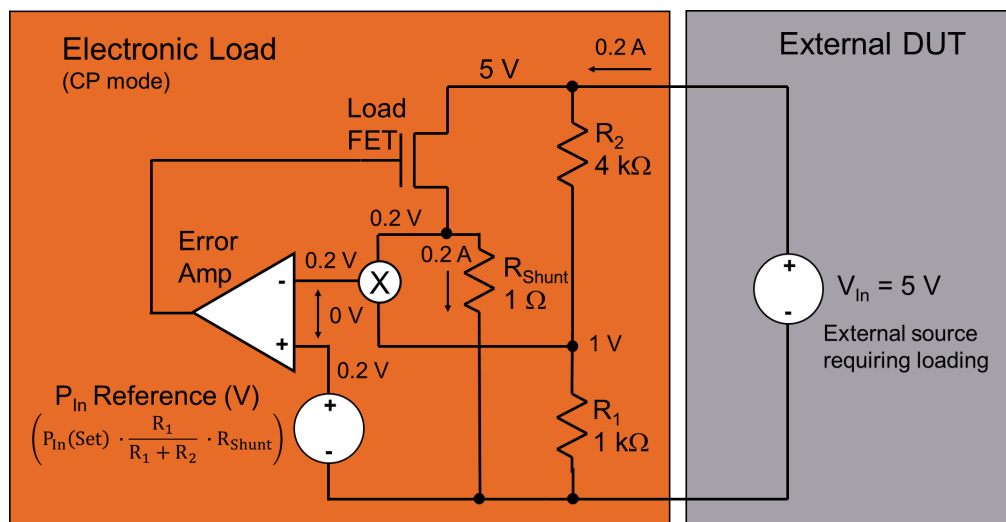 Electronic Load
(CP mode)
External DUT
0.2 A
5 V
Load
FET
R2
4 kΩ
0.2 V
0.2 A
Error
Amp
0.2 V
X
RShunt
1 Ω
-
0 V
+
1 V
0.2 V
+
-
VIn = 5 V
External source
requiring loading
PIn Reference (V)
(PIn(Set) · R1 / (R1 + R2) · RShunt)
+
-
R1
1 kΩ